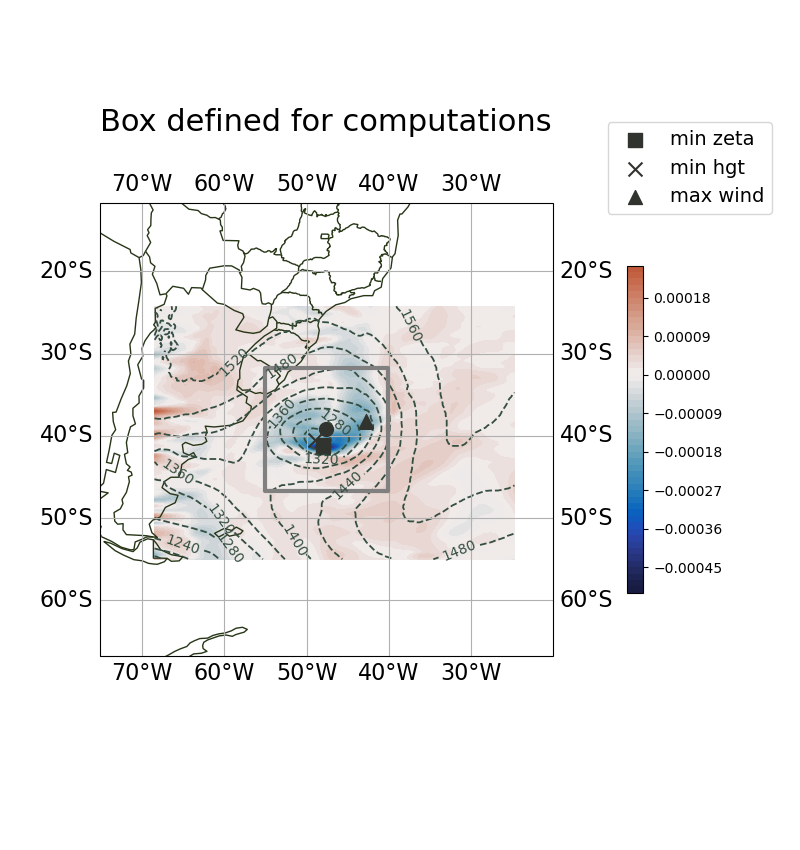 Box defined for computations
min zeta
min hgt
max wind
70°W 60°W 50°W 40°W 30°W
20°S 20°S
30°S 30°S
40°S 40°S
50°S 50°S
60°S 60°S
70°W 60°W 50°W 40°W 30°W
1560
1520
1480
1360
1280
1320
1360
1440
1320
1280
1240
1400
1480
0.00018
0.00009
0.00000
−0.00009
−0.00018
−0.00027
−0.00036
−0.00045